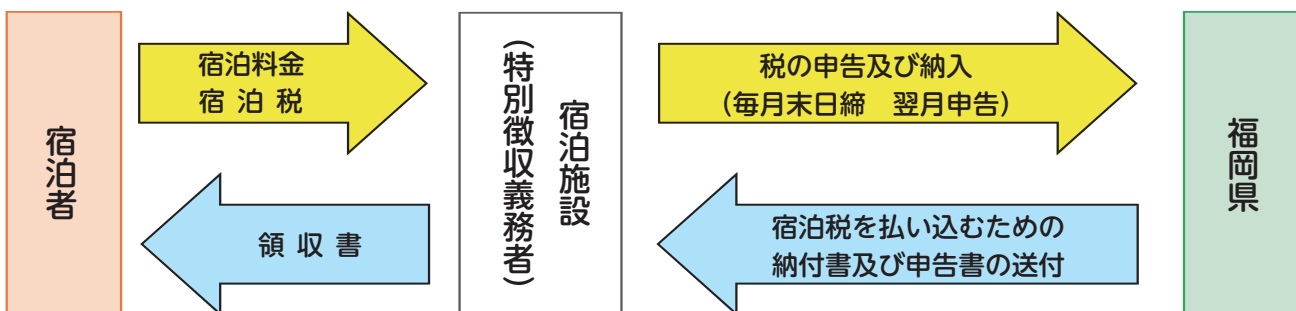 宿泊者
宿泊料金
宿 泊 税
領 収 書
宿泊施設
(特別徴収義務者)
税の申告及び納入
(毎月末日締　翌月申告)
宿泊税を払い込むための
納付書及び申告書の送付
福岡県